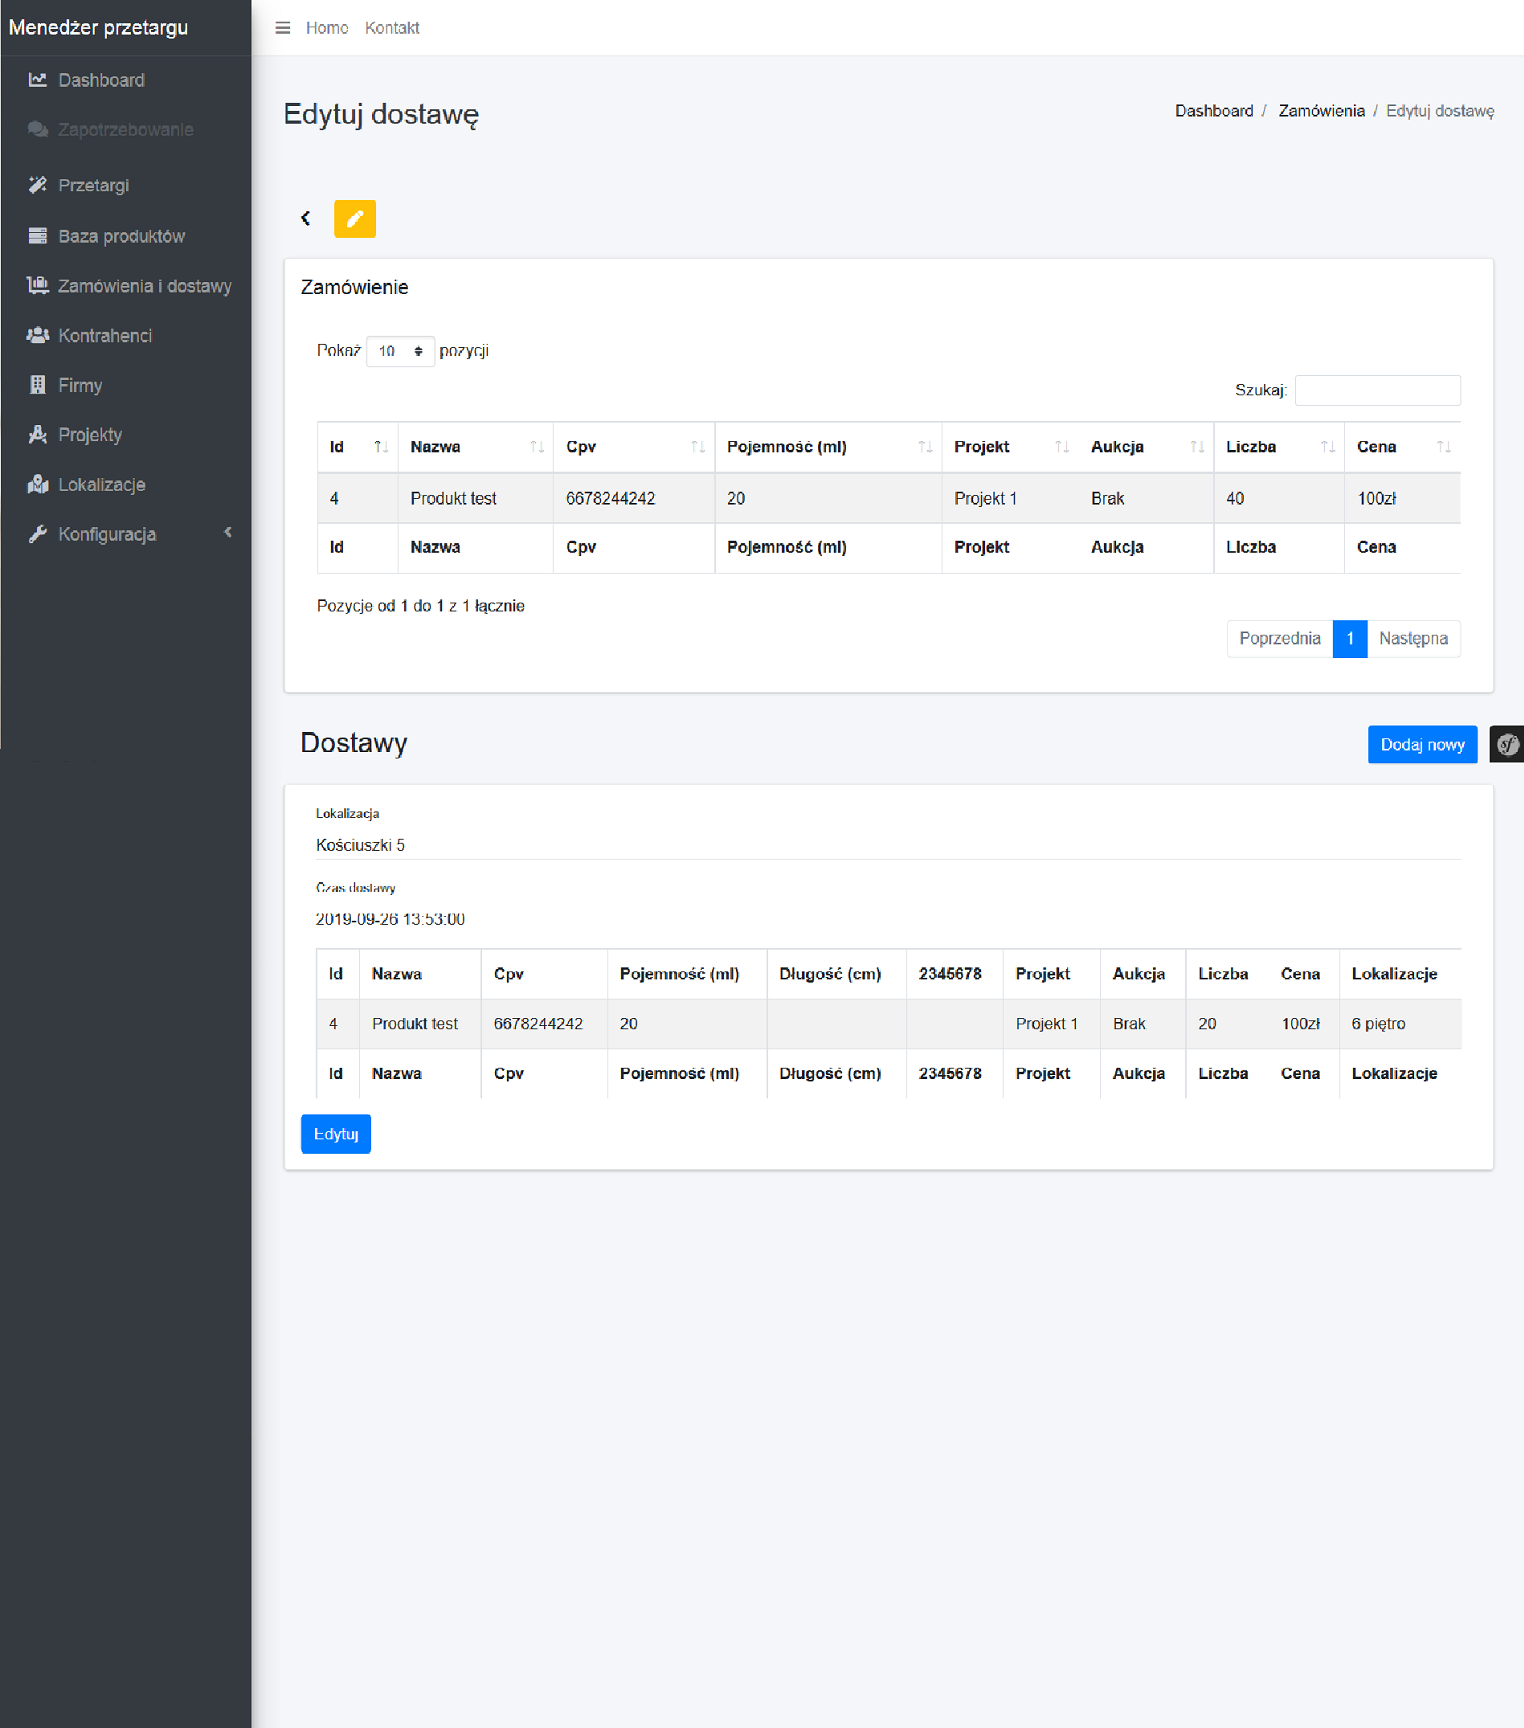 Menedżer przetargu
Home Kontakt
Dashboard
Zapotrzebowanie
Przetargi
Baza produktów
Zamówienia i dostawy
Kontrahenci
Firmy
Projekty
Lokalizacje
Konfiguracja
Edytuj dostawę
Dashboard / Zamówienia / Edytuj dostawę
Zamówienie
Pokaż 10 pozycji
Szukaj:
Id Nazwa Cpv Pojemność (ml) Projekt Aukcja Liczba Cena
4 Produkt test 6678244242 20 Projekt 1 Brak 40 100zł
Id Nazwa Cpv Pojemność (ml) Projekt Aukcja Liczba Cena
Pozycje od 1 do 1 z 1 łącznie
Poprzednia 1 Następna
Dostawy
Dodaj nowy
sf
Lokalizacja
Kościuszki 5
Czas dostawy
2019-09-26 13:53:00
Id Nazwa Cpv Pojemność (ml) Długość (cm) 2345678 Projekt Aukcja Liczba Cena Lokalizacje
4 Produkt test 6678244242 20 Projekt 1 Brak 20 100zł 6 piętro
Id Nazwa Cpv Pojemność (ml) Długość (cm) 2345678 Projekt Aukcja Liczba Cena Lokalizacje
Edytuj